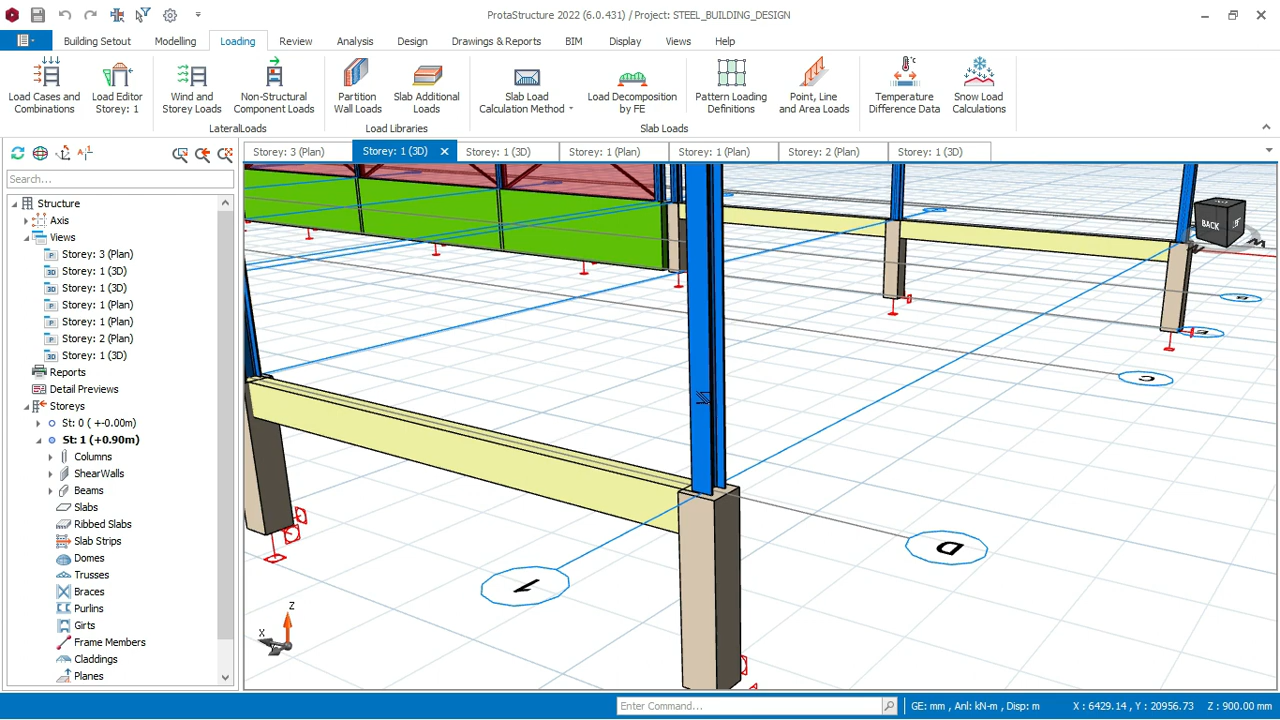 ProtaStructure 2022 (6.0.431) / Project: STEEL_BUILDING_DESIGN
Building Setout Modelling Loading Review Analysis Design Drawings & Reports BIM Display Views Help
Load Cases and Combinations
Load Editor Storey: 1
Wind and Storey Loads
Non-Structural Component Loads
Partition Wall Loads
Slab Additional Loads
Slab Load Calculation Method
Load Decomposition by FE
Pattern Loading Definitions
Point, Line and Area Loads
Temperature Difference Data
Snow Load Calculations
LateralLoads
Load Libraries
Slab Loads
Storey: 3 (Plan)
Storey: 1 (3D)
Storey: 1 (3D)
Storey: 1 (Plan)
Storey: 1 (Plan)
Storey: 2 (Plan)
Storey: 1 (3D)
Search...
Structure
Axis
Views
Storey: 3 (Plan)
Storey: 1 (3D)
Storey: 1 (3D)
Storey: 1 (Plan)
Storey: 1 (Plan)
Storey: 2 (Plan)
Storey: 1 (3D)
Reports
Detail Previews
Storeys
St: 0 ( +-0.00m)
St: 1 (+0.90m)
Columns
ShearWalls
Beams
Slabs
Ribbed Slabs
Slab Strips
Domes
Trusses
Braces
Purlins
Girts
Frame Members
Claddings
Planes
BACK
C
D
1
Z
X
Enter Command...
GE: mm , Anl: kN-m , Disp: m
X : 6429.14 , Y : 20956.73
Z : 900.00 mm